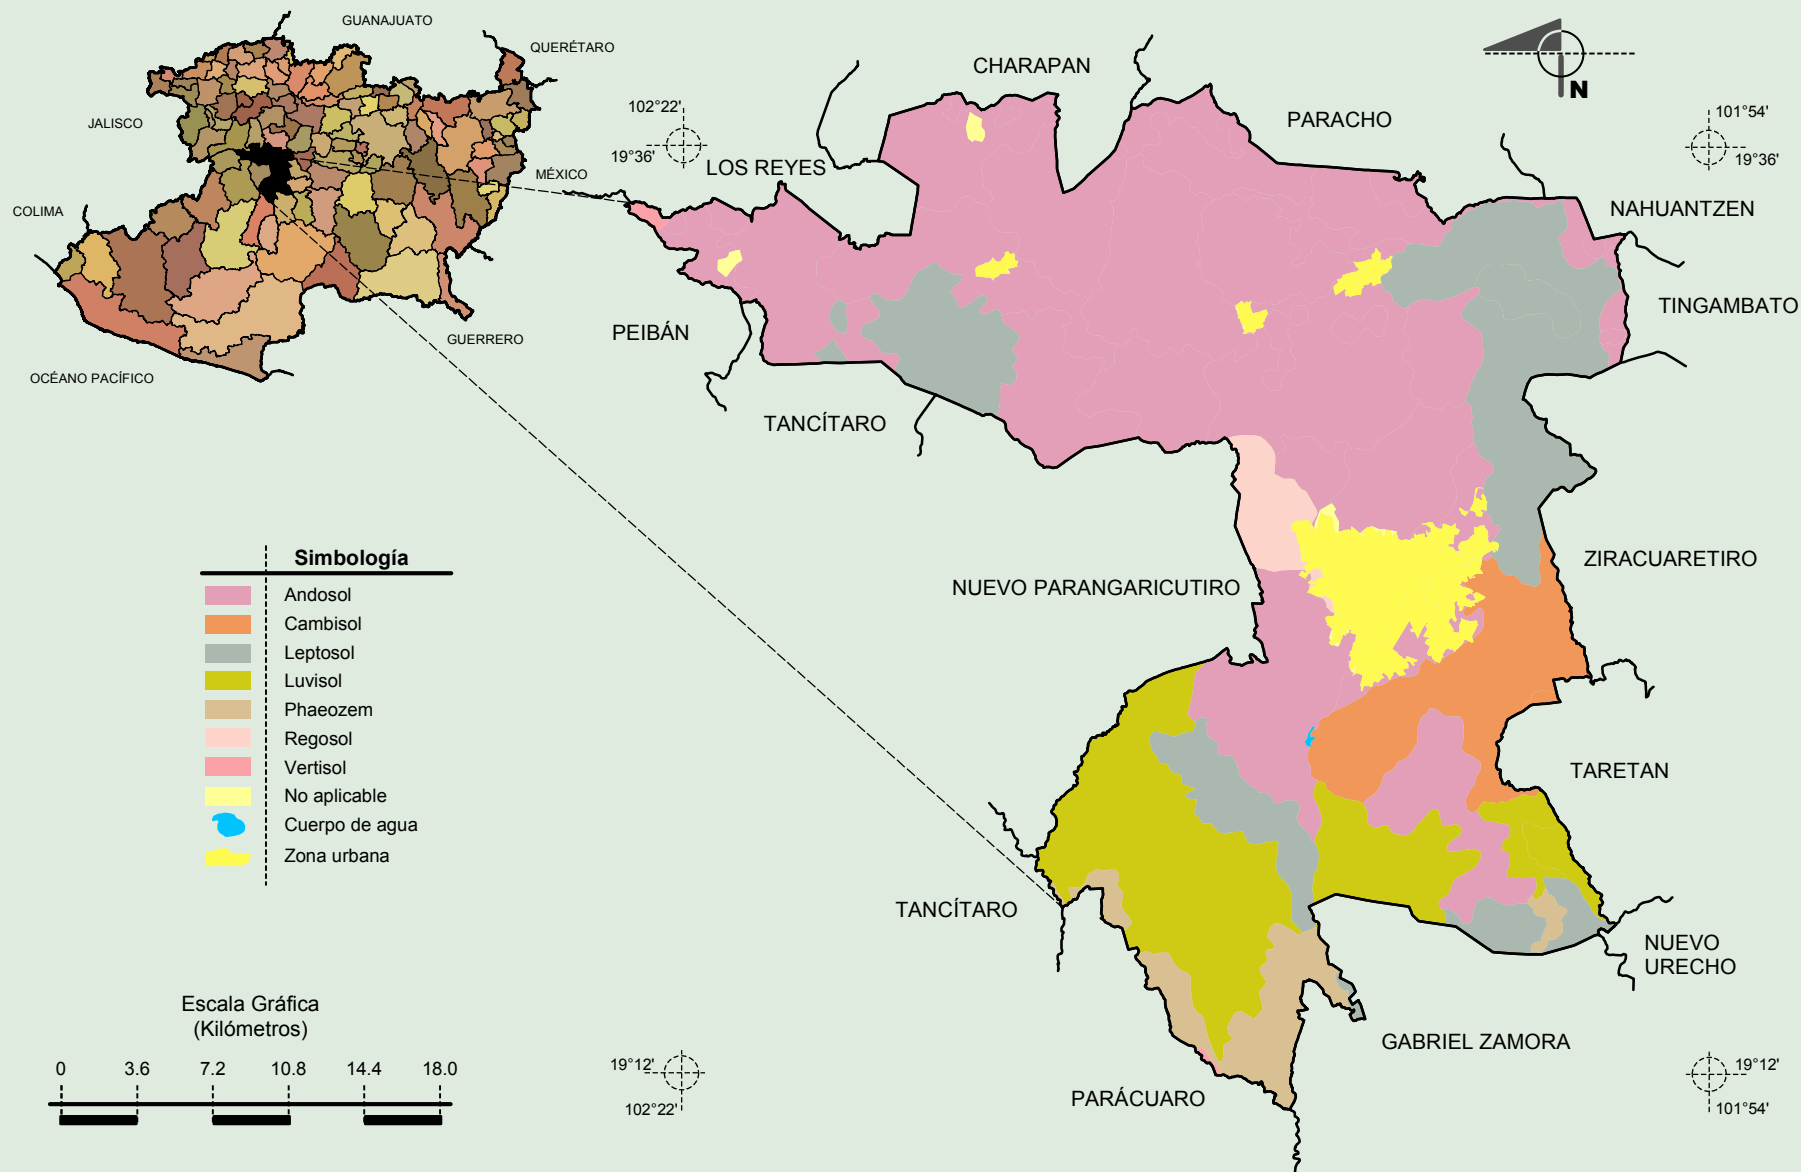 GUANAJUATO
QUERÉTARO
JALISCO
MÉXICO
COLIMA
GUERRERO
OCÉANO PACÍFICO
CHARAPAN
PARACHO
LOS REYES
NAHUANTZEN
TINGAMBATO
PEIBÁN
TANCÍTARO
ZIRACUARETIRO
NUEVO PARANGARICUTIRO
TARETAN
TANCÍTARO
NUEVO
URECHO
GABRIEL ZAMORA
PARÁCUARO
N
102°22'
19°36'
101°54'
19°36'
19°12'
102°22'
19°12'
101°54'
Simbología
Andosol
Cambisol
Leptosol
Luvisol
Phaeozem
Regosol
Vertisol
No aplicable
Cuerpo de agua
Zona urbana
Escala Gráfica
(Kilómetros)
0 3.6 7.2 10.8 14.4 18.0